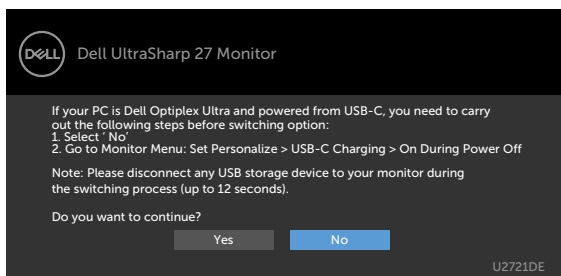 DELL
Dell UltraSharp 27 Monitor
If your PC is Dell Optiplex Ultra and powered from USB-C, you need to carry
out the following steps before switching option:
1. Select ‘ No’
2. Go to Monitor Menu: Set Personalize > USB-C Charging > On During Power Off
Note: Please disconnect any USB storage device to your monitor during
the switching process (up to 12 seconds).
Do you want to continue?
Yes No
U2721DE